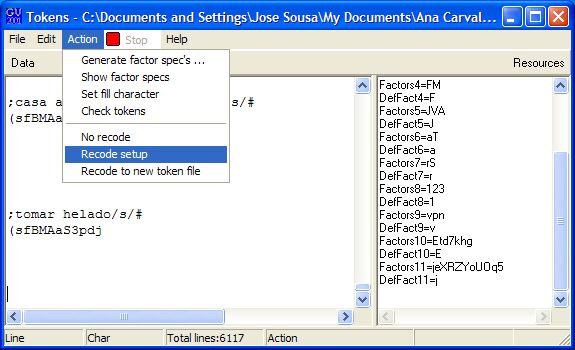 GU
Tokens - C:\Documents and Settings\Jose Sousa\My Documents\Ana Carval...
File Edit Action Stop Help
Data Resources
Generate factor spec's ...
Show factor specs
Set fill character
Check tokens
No recode
Recode setup
Recode to new token file
;casa a s/#
(sfBMAa
;tomar helado/s/#
(sfBMAaS3pdj
Factors4=FM
DefFact4=F
Factors5=JVA
DefFact5=J
Factors6=aT
DefFact6=a
Factors7=rS
DefFact7=r
Factors8=123
DefFact8=1
Factors9=vpn
DefFact9=v
Factors10=Etd7khg
DefFact10=E
Factors11=jeXRZYoUOq5
DefFact11=j
Line Char Total lines:6117 Action